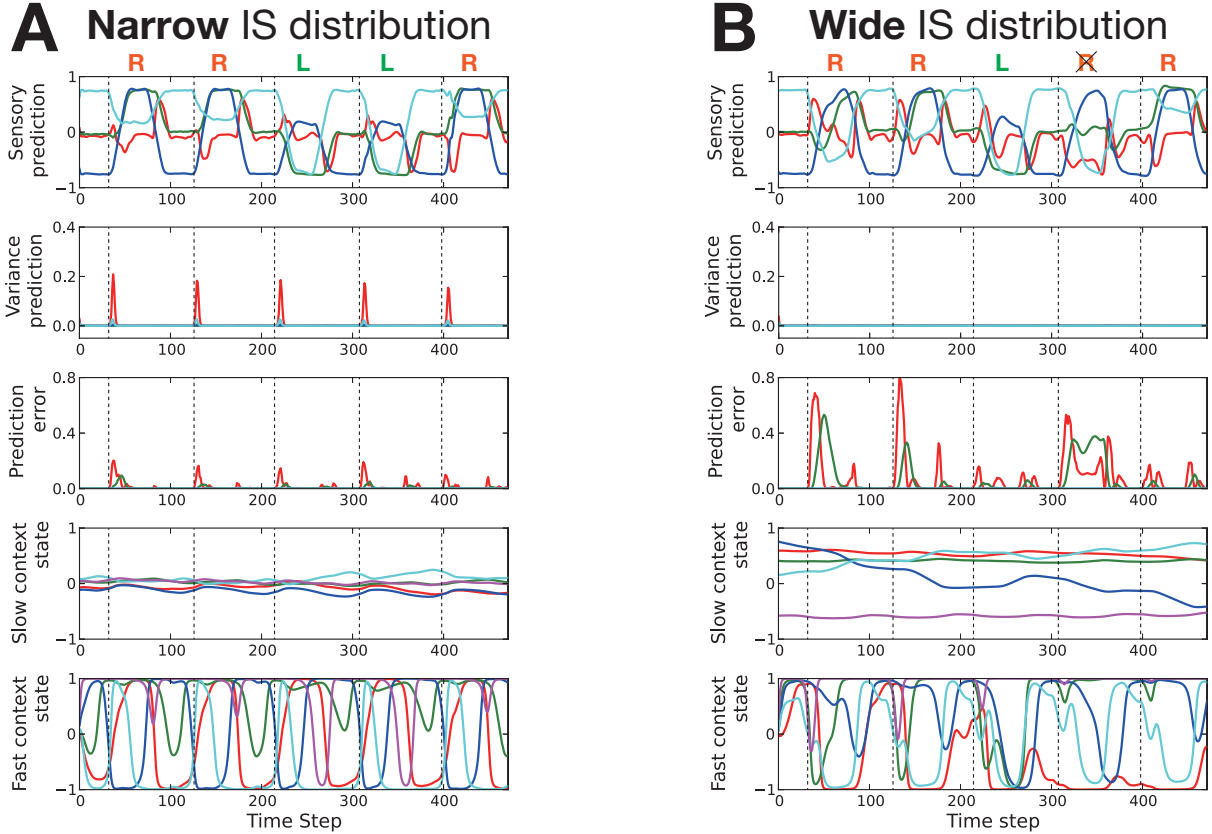 A Narrow IS distribution
R R L L R
Sensory
prediction
1
0
−1
0 100 200 300 400
Variance
prediction
0.4
0.2
0.0
0 100 200 300 400
Prediction
error
0.8
0.4
0.0
0 100 200 300 400
Slow context
state
1
0
−1
0 100 200 300 400
Fast context
state
1
0
−1
0 100 200 300 400
Time Step
B Wide IS distribution
R R L R R
Sensory
prediction
1
0
−1
0 100 200 300 400
Variance
prediction
0.4
0.2
0.0
0 100 200 300 400
Prediction
error
0.8
0.4
0.0
0 100 200 300 400
Slow context
state
1
0
−1
0 100 200 300 400
Fast context
state
1
0
−1
0 100 200 300 400
Time step